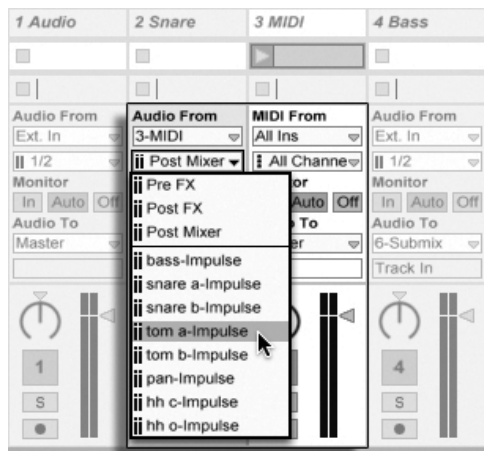 1 Audio
2 Snare
3 MIDI
4 Bass
Audio From
Ext. In
1/2
Monitor
In Auto Off
Audio To
Master
1
S
Audio From
3-MIDI
Post Mixer
Pre FX
Post FX
Post Mixer
bass-Impulse
snare a-Impulse
snare b-Impulse
tom a-Impulse
tom b-Impulse
pan-Impulse
hh c-Impulse
hh o-Impulse
MIDI From
All Ins
All Channe
or
Auto Off
o To
er
Audio From
Ext. In
1/2
Monitor
In Auto Off
Audio To
6-Submix
Track In
4
S